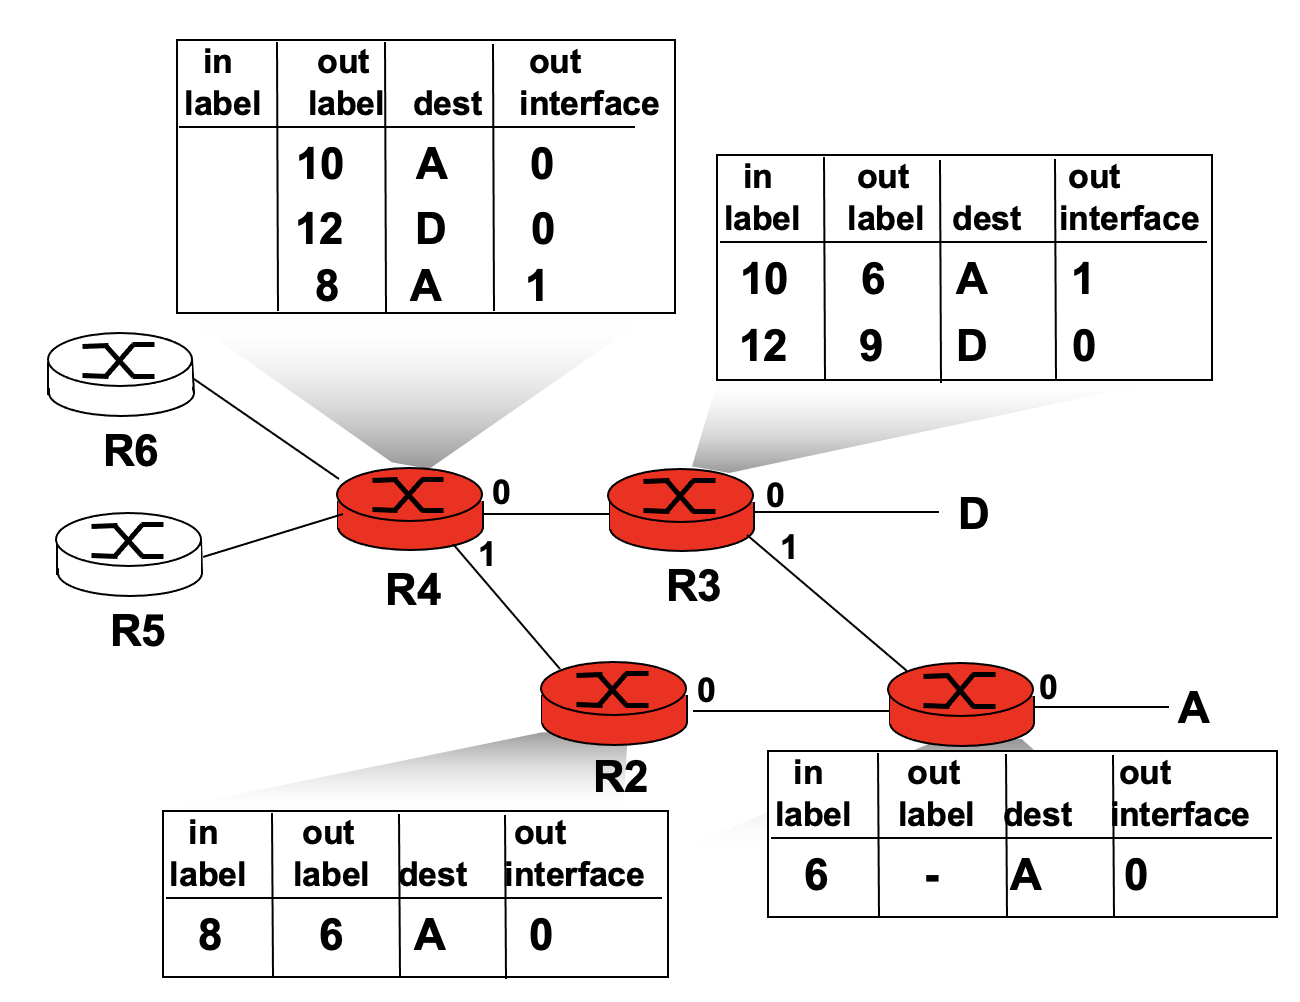 in out out
label label dest interface
10 A 0
12 D 0
8 A 1
in out out
label label dest interface
10 6 A 1
12 9 D 0
R6
R5
0
1
R4
0
1
R3
D
0
R2
0
A
in out out
label label dest interface
8 6 A 0
in out out
label label dest interface
6 - A 0